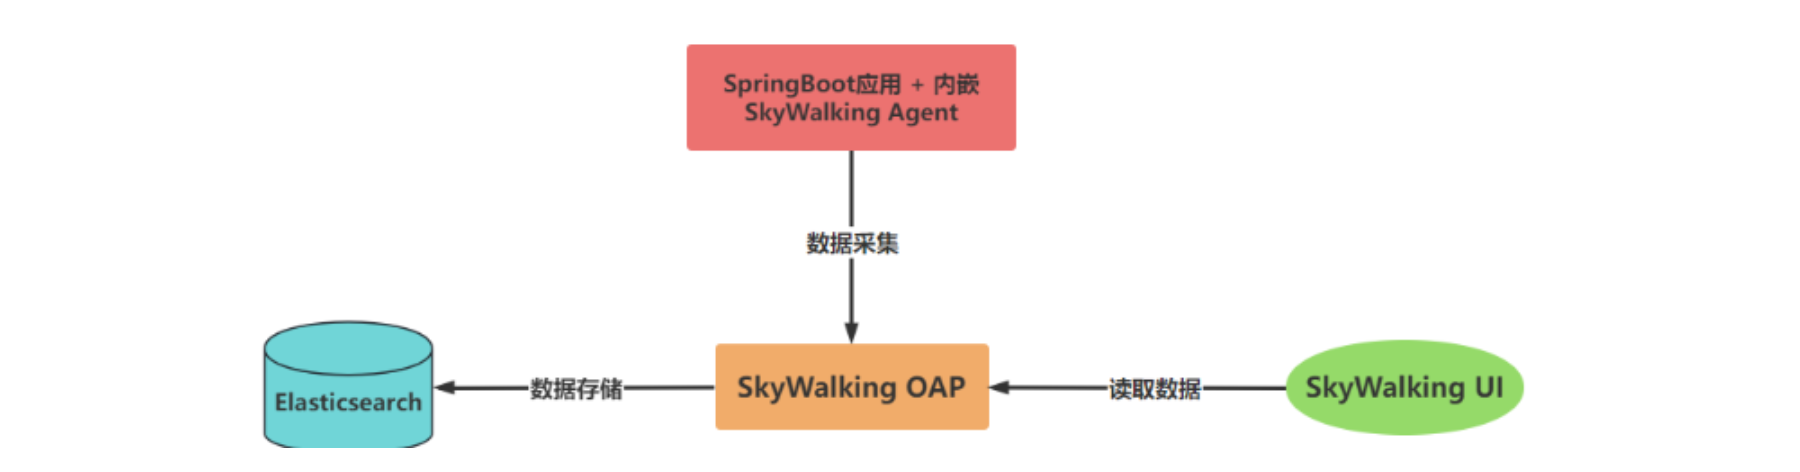 SpringBoot应用 + 内嵌
SkyWalking Agent
数据采集
Elasticsearch
数据存储
SkyWalking OAP
读取数据
SkyWalking UI